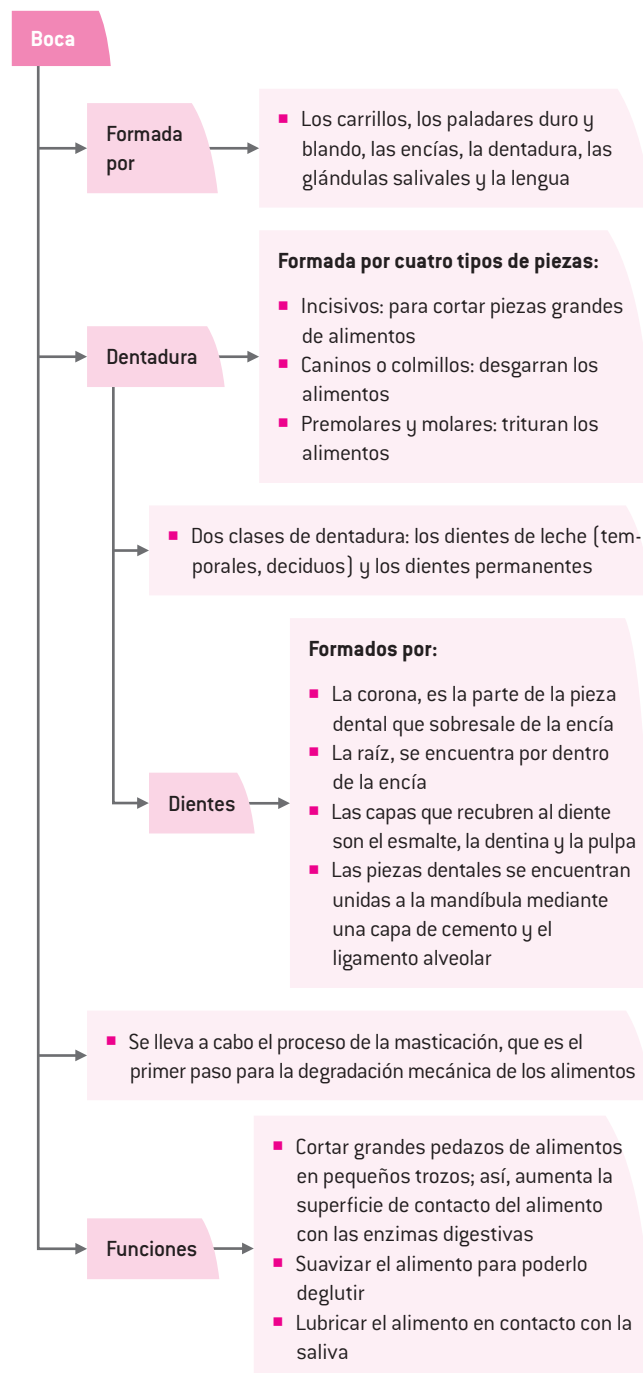 Boca
Formada
por
■ Los carrillos, los paladares duro y
blando, las encías, la dentadura, las
glándulas salivales y la lengua
Dentadura
Formada por cuatro tipos de piezas:
■ Incisivos: para cortar piezas grandes
de alimentos
■ Caninos o colmillos: desgarran los
alimentos
■ Premolares y molares: trituran los
alimentos
■ Dos clases de dentadura: los dientes de leche (tem-
porales, deciduos) y los dientes permanentes
Dientes
Formados por:
■ La corona, es la parte de la pieza
dental que sobresale de la encía
■ La raíz, se encuentra por dentro
de la encía
■ Las capas que recubren al diente
son el esmalte, la dentina y la pulpa
■ Las piezas dentales se encuentran
unidas a la mandíbula mediante
una capa de cemento y el
ligamento alveolar
■ Se lleva a cabo el proceso de la masticación, que es el
primer paso para la degradación mecánica de los alimentos
Funciones
■ Cortar grandes pedazos de alimentos
en pequeños trozos; así, aumenta la
superficie de contacto del alimento
con las enzimas digestivas
■ Suavizar el alimento para poderlo
deglutir
■ Lubricar el alimento en contacto con la
saliva